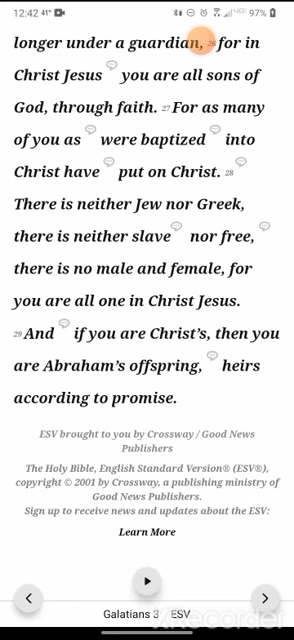 12:42 41° 97%
longer under a guardian, 26 for in
Christ Jesus you are all sons of
God, through faith. 27 For as many
of you as were baptized into
Christ have put on Christ. 28
There is neither Jew nor Greek,
there is neither slave nor free,
there is no male and female, for
you are all one in Christ Jesus.
29 And if you are Christ's, then you
are Abraham's offspring, heirs
according to promise.
ESV brought to you by Crossway / Good News
Publishers
The Holy Bible, English Standard Version® (ESV®),
copyright © 2001 by Crossway, a publishing ministry of
Good News Publishers.
Sign up to receive news and updates about the ESV:
Learn More
Galatians 3 ESV
XRecorder